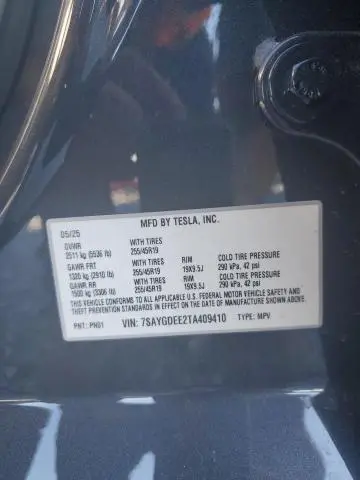 MFD BY TESLA, INC.
05/25
GVWR WITH TIRES
2511 kg (5536 lb) 255/45R19
GAWR FRT WITH TIRES RIM COLD TIRE PRESSURE
1320 kg (2910 lb) 255/45R19 19X9.5J 290 kPa, 42 psi
GAWR RR WITH TIRES RIM COLD TIRE PRESSURE
1500 kg (3306 lb) 255/45R19 19X9.5J 290 kPa, 42 psi
THIS VEHICLE CONFORMS TO ALL APPLICABLE U.S. FEDERAL MOTOR VEHICLE SAFETY
AND THEFT PREVENTION STANDARDS IN EFFECT ON THE DATE OF MANUFACTURE SHOWN ABOVE.
PNT: PN01 VIN: 7SAYGDEE2TA409410 TYPE: MPV